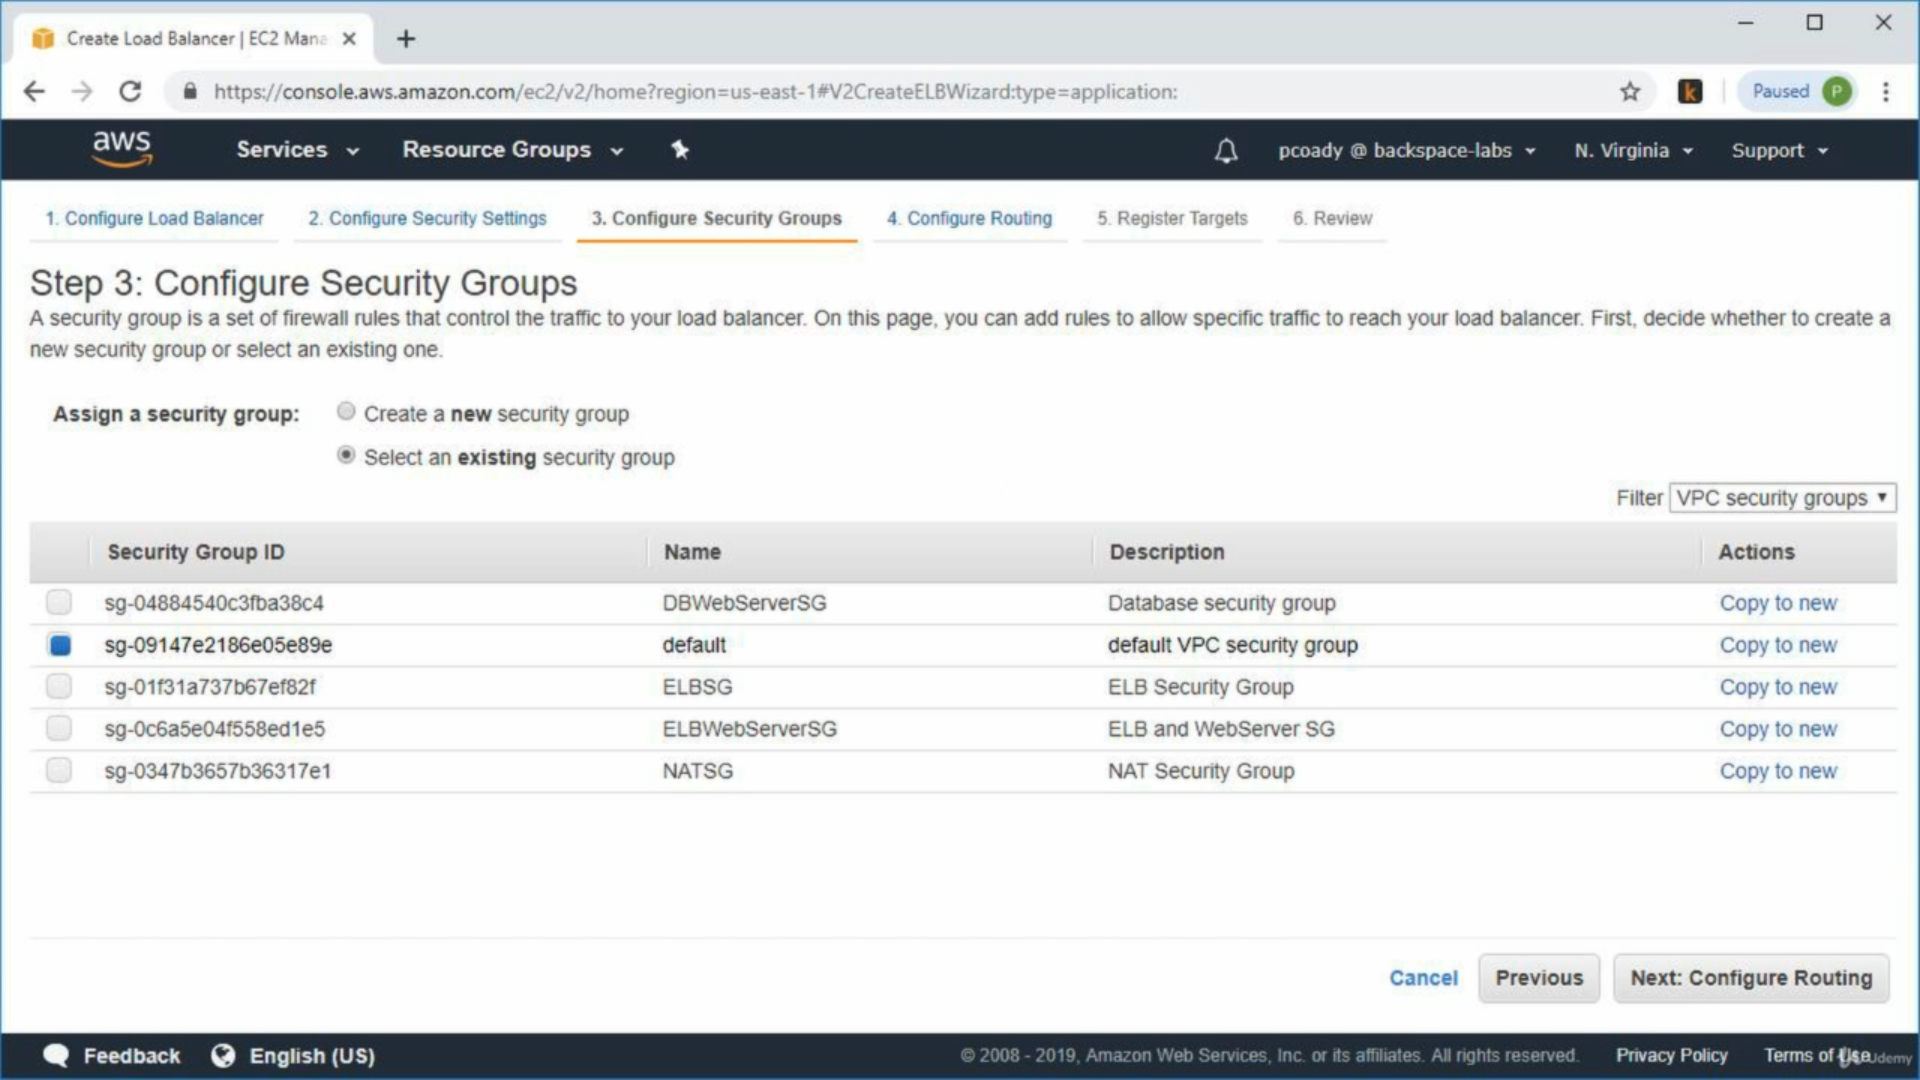 Create Load Balancer | EC2 Mana
https://console.aws.amazon.com/ec2/v2/home?region=us-east-1#V2CreateELBWizard:type=application:
k
Paused
P
aws
Services
Resource Groups
pcoady @ backspace-labs
N. Virginia
Support
1. Configure Load Balancer
2. Configure Security Settings
3. Configure Security Groups
4. Configure Routing
5. Register Targets
6. Review
Step 3: Configure Security Groups
A security group is a set of firewall rules that control the traffic to your load balancer. On this page, you can add rules to allow specific traffic to reach your load balancer. First, decide whether to create a
new security group or select an existing one.
Assign a security group:
Create a new security group
Select an existing security group
Filter VPC security groups
Security Group ID Name Description Actions
sg-04884540c3fba38c4 DBWebServerSG Database security group Copy to new
sg-09147e2186e05e89e default default VPC security group Copy to new
sg-01f31a737b67ef82f ELBSG ELB Security Group Copy to new
sg-0c6a5e04f558ed1e5 ELBWebServerSG ELB and WebServer SG Copy to new
sg-0347b3657b36317e1 NATSG NAT Security Group Copy to new
Cancel
Previous
Next: Configure Routing
Feedback
English (US)
© 2008 - 2019, Amazon Web Services, Inc. or its affiliates. All rights reserved.
Privacy Policy
Terms of Use
Udemy